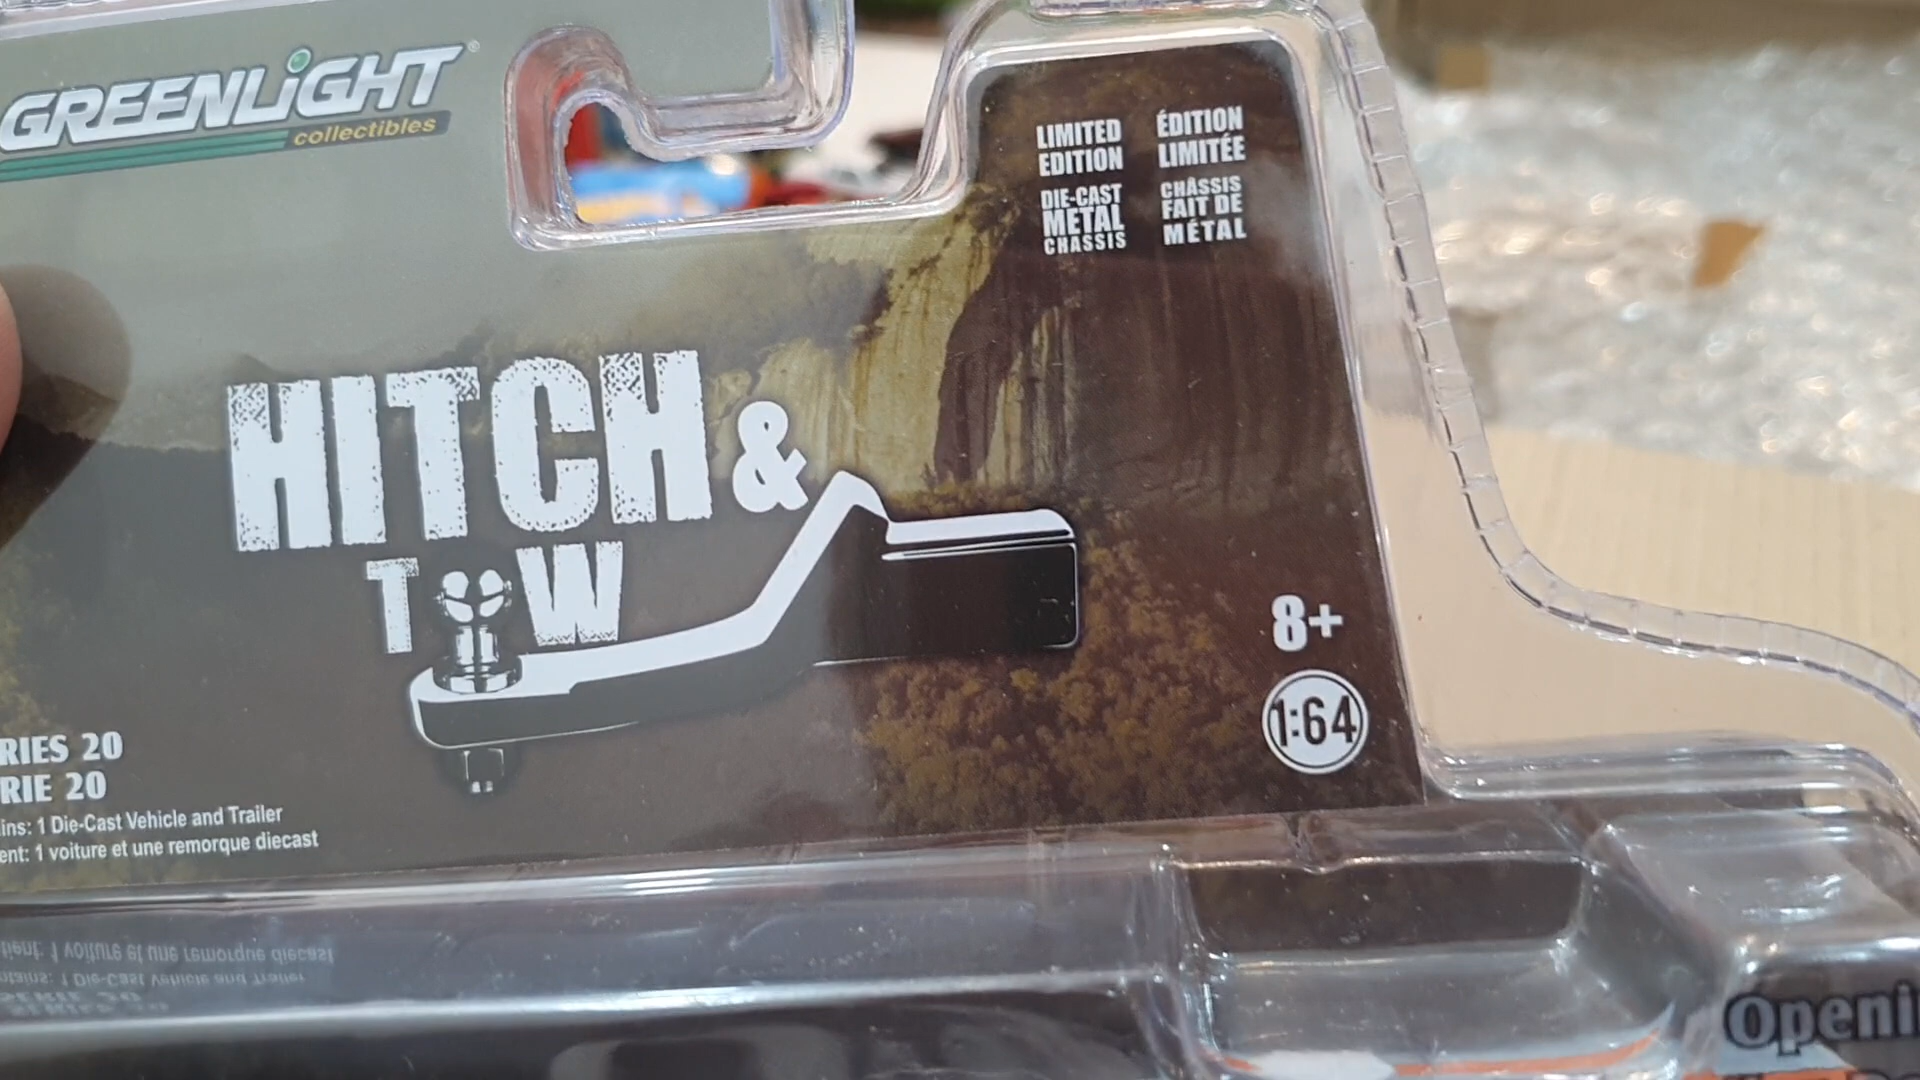 GREENLiGHT®
collectibles
LIMITED
EDITION
DIE-CAST
METAL
CHASSIS
ÉDITION
LIMITÉE
CHÂSSIS
FAIT DE
MÉTAL
HITCH &
TOW
8+
1:64
RIES 20
RIE 20
ins: 1 Die-Cast Vehicle and Trailer
ent: 1 voiture et une remorque diecast
Openi